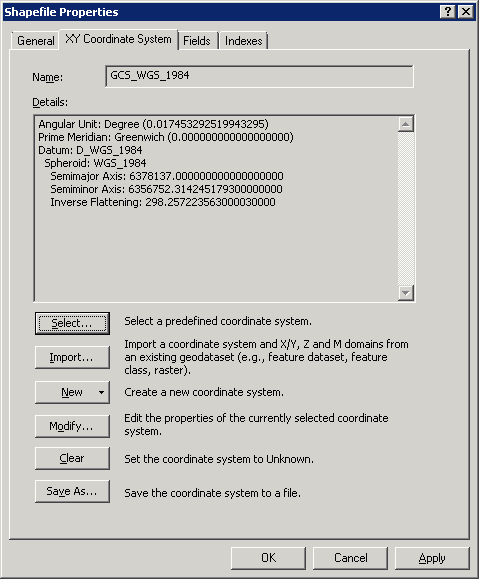 Shapefile Properties
General XY Coordinate System Fields Indexes
Name: GCS_WGS_1984
Details:
Angular Unit: Degree (0.017453292519943295)
Prime Meridian: Greenwich (0.000000000000000000)
Datum: D_WGS_1984
Spheroid: WGS_1984
Semimajor Axis: 6378137.000000000000000000
Semiminor Axis: 6356752.314245179300000000
Inverse Flattening: 298.257223563000030000
Select... Select a predefined coordinate system.
Import... Import a coordinate system and X/Y, Z and M domains from
an existing geodataset (e.g., feature dataset, feature
class, raster).
New Create a new coordinate system.
Modify... Edit the properties of the currently selected coordinate
system.
Clear Set the coordinate system to Unknown.
Save As... Save the coordinate system to a file.
OK Cancel Apply